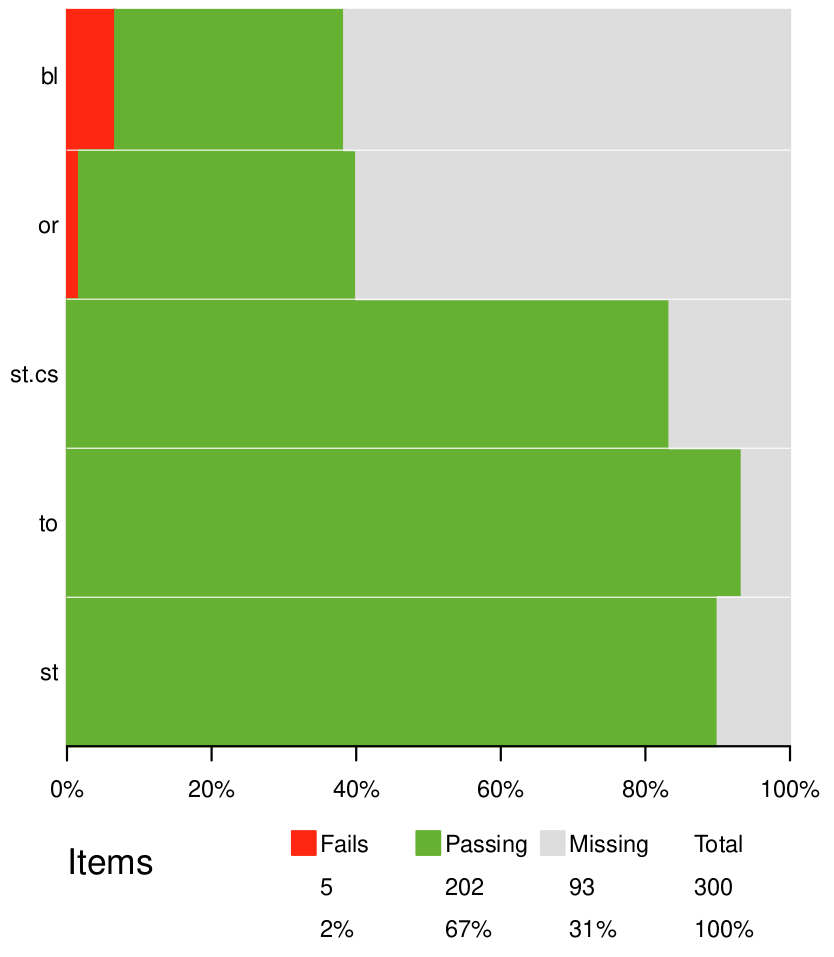 bl
or
st.cs
to
st
0% 20% 40% 60% 80% 100%
Items Fails Passing Missing Total
5 202 93 300
2% 67% 31% 100%